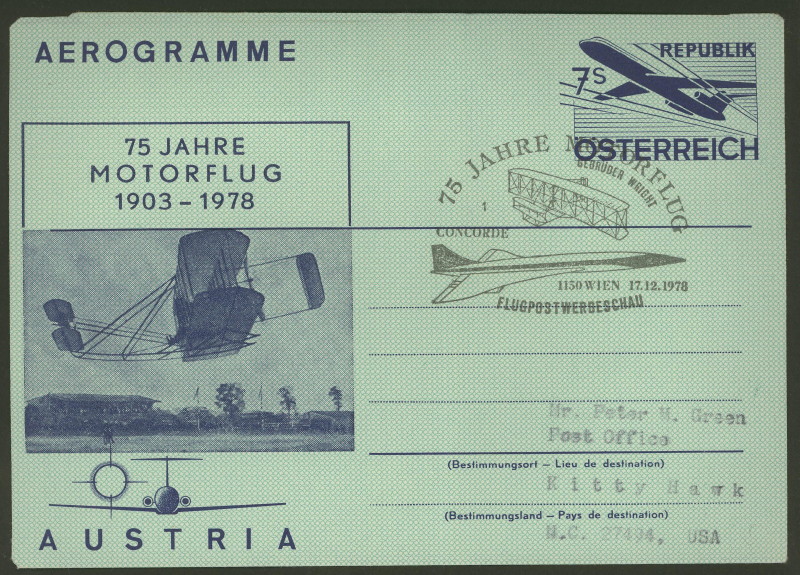 AEROGRAMME
REPUBLIK
7S
ÖSTERREICH
75 JAHRE
MOTORFLUG
1903 – 1978
75 JAHRE MOTORFLUG
GEBRÜDER WRIGHT
1
CONCORDE
1150 WIEN 17.12.1978
FLUGPOSTWERBESCHAU
Mr. Peter H. Green
Post Office
(Bestimmungsort – Lieu de destination)
Kitty Hawk
(Bestimmungsland – Pays de destination)
N.C. 27494, USA
AUSTRIA